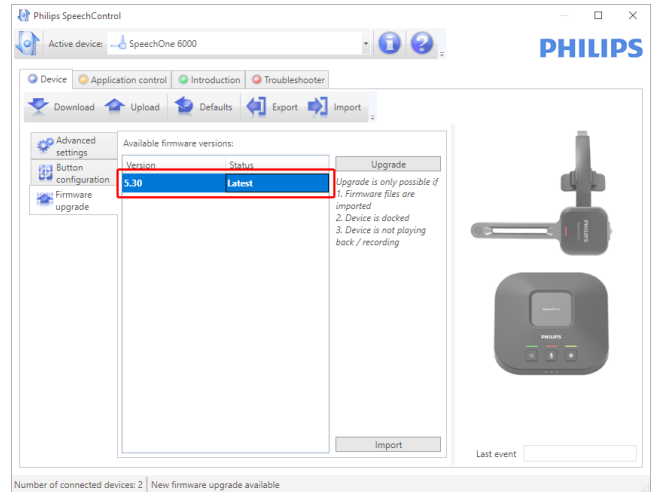 Philips SpeechControl
Active device: SpeechOne 6000
PHILIPS
Device Application control Introduction Troubleshooter
Download Upload Defaults Export Import
Advanced settings
Button configuration
Firmware upgrade
Available firmware versions:
Version Status
5.30 Latest
Upgrade
Upgrade is only possible if
1. Firmware files are
imported
2. Device is docked
3. Device is not playing
back / recording
Import
PHILIPS
PHILIPS
Last event
Number of connected devices: 2 New firmware upgrade available